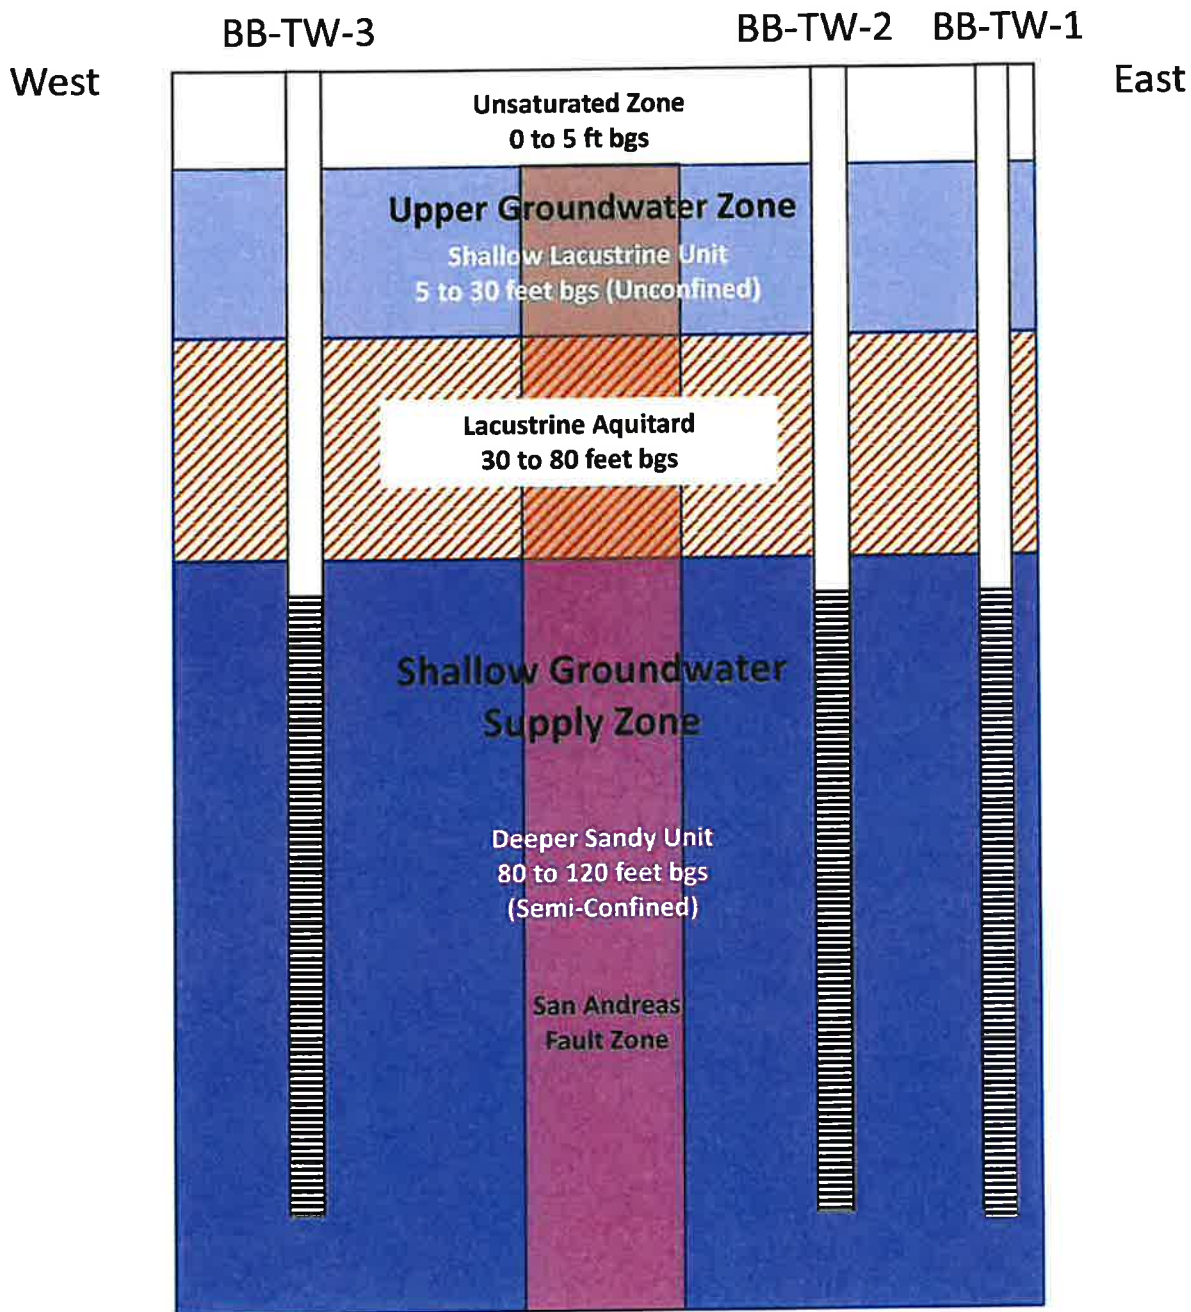 BB-TW-3
BB-TW-2
BB-TW-1
West
East
Unsaturated Zone
0 to 5 ft bgs
Upper Groundwater Zone
Shallow Lacustrine Unit
5 to 30 feet bgs (Unconfined)
Lacustrine Aquitard
30 to 80 feet bgs
Shallow Groundwater
Supply Zone
Deeper Sandy Unit
80 to 120 feet bgs
(Semi-Confined)
San Andreas
Fault Zone